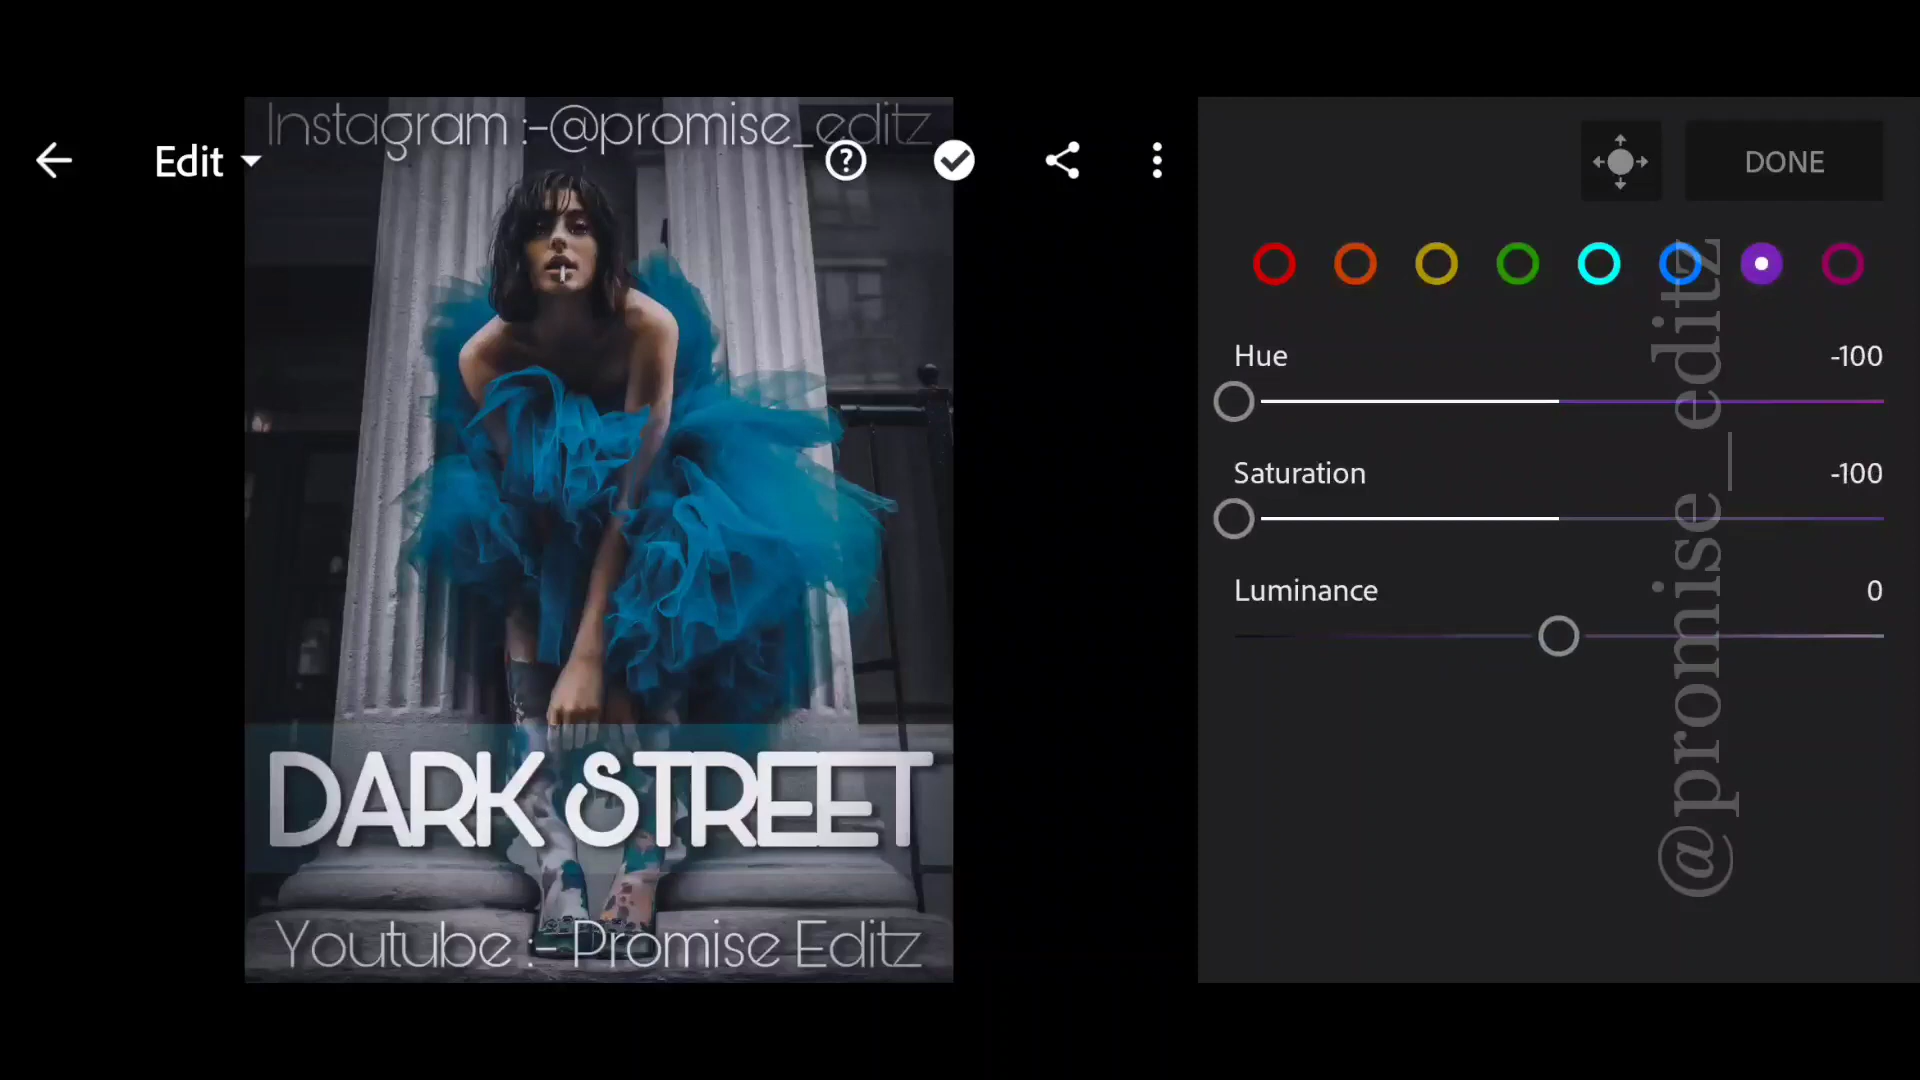 Instagram :-@promise_editz
Edit
DARK STREET
Youtube :- Promise Editz
DONE
Hue
-100
Saturation
-100
Luminance
0
@promise_editz